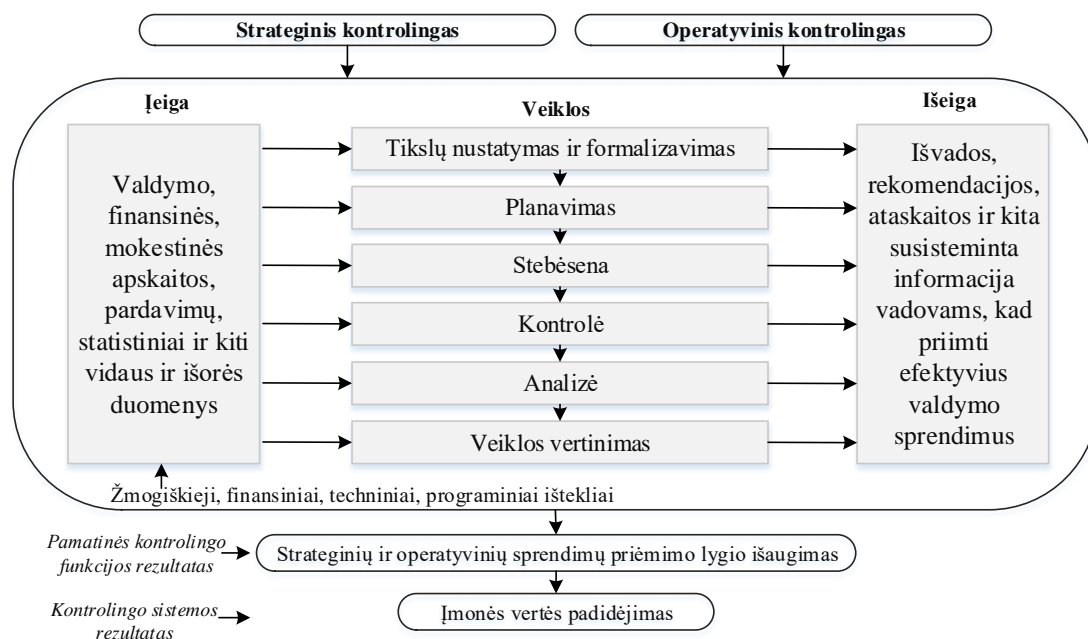 Strateginis kontrolingas
Operatyvinis kontrolingas
Įeiga
Veiklos
Išeiga
Valdymo,
finansinės,
mokestinės
apskaitos,
pardavimų,
statistiniai ir kiti
vidaus ir išorės
duomenys
Tikslų nustatymas ir formalizavimas
Planavimas
Stebėsena
Kontrolė
Analizė
Veiklos vertinimas
Išvados,
rekomendacijos,
ataskaitos ir kita
susisteminta
informacija
vadovams, kad
priimti
efektyvius
valdymo
sprendimus
Žmogiškieji, finansiniai, techniniai, programiniai ištekliai
Pamatinės kontrolingo
funkcijos rezultatas
Strateginių ir operatyvinių sprendimų priėmimo lygio išaugimas
Kontrolingo sistemos
rezultatas
Įmonės vertės padidėjimas